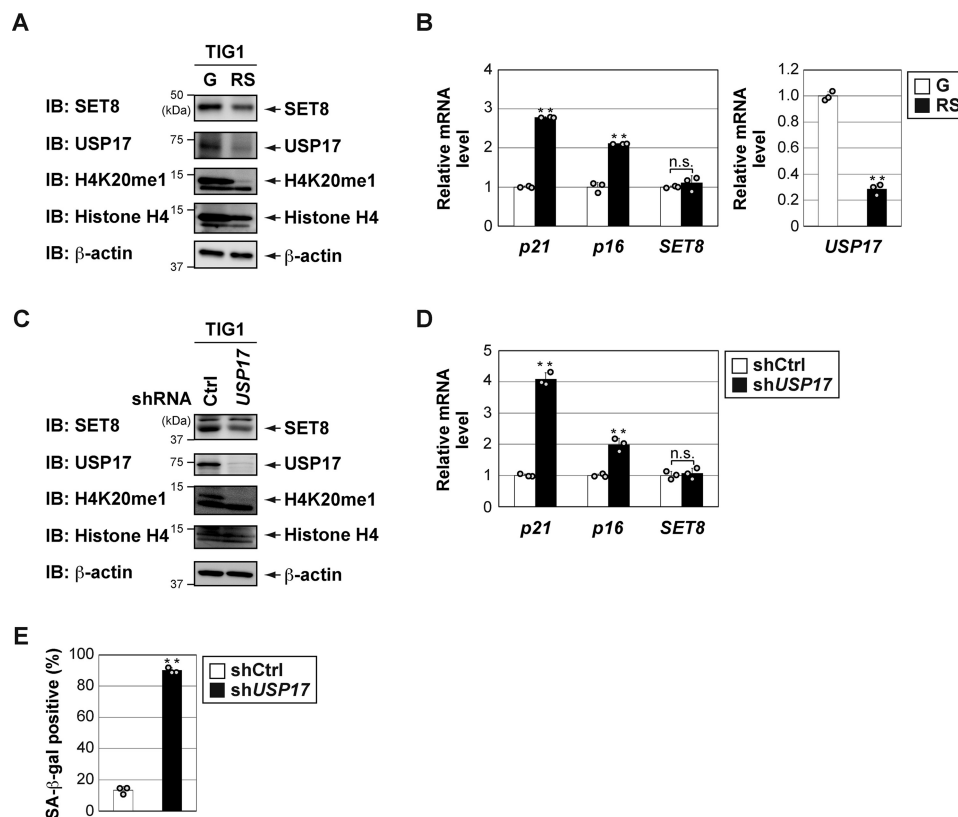 A
TIG1
G RS
50
(kDa)
IB: SET8
SET8
75
IB: USP17
USP17
15
IB: H4K20me1
H4K20me1
15
IB: Histone H4
Histone H4
IB: β-actin
β-actin
37
B
Relative mRNA
level
4
3
2
1
0
* *
* *
n.s.
p21 p16 SET8
Relative mRNA
level
1.2
1.0
0.8
0.6
0.4
0.2
0
* *
USP17
G
RS
C
TIG1
shRNA
Ctrl
USP17
(kDa)
IB: SET8
SET8
37
IB: USP17
75
USP17
15
IB: H4K20me1
H4K20me1
15
IB: Histone H4
Histone H4
IB: β-actin
β-actin
37
D
Relative mRNA
level
5
4
3
2
1
0
* *
* *
n.s.
p21 p16 SET8
shCtrl
shUSP17
E
SA-β-gal positive (%)
100
80
60
40
20
0
* *
shCtrl
shUSP17